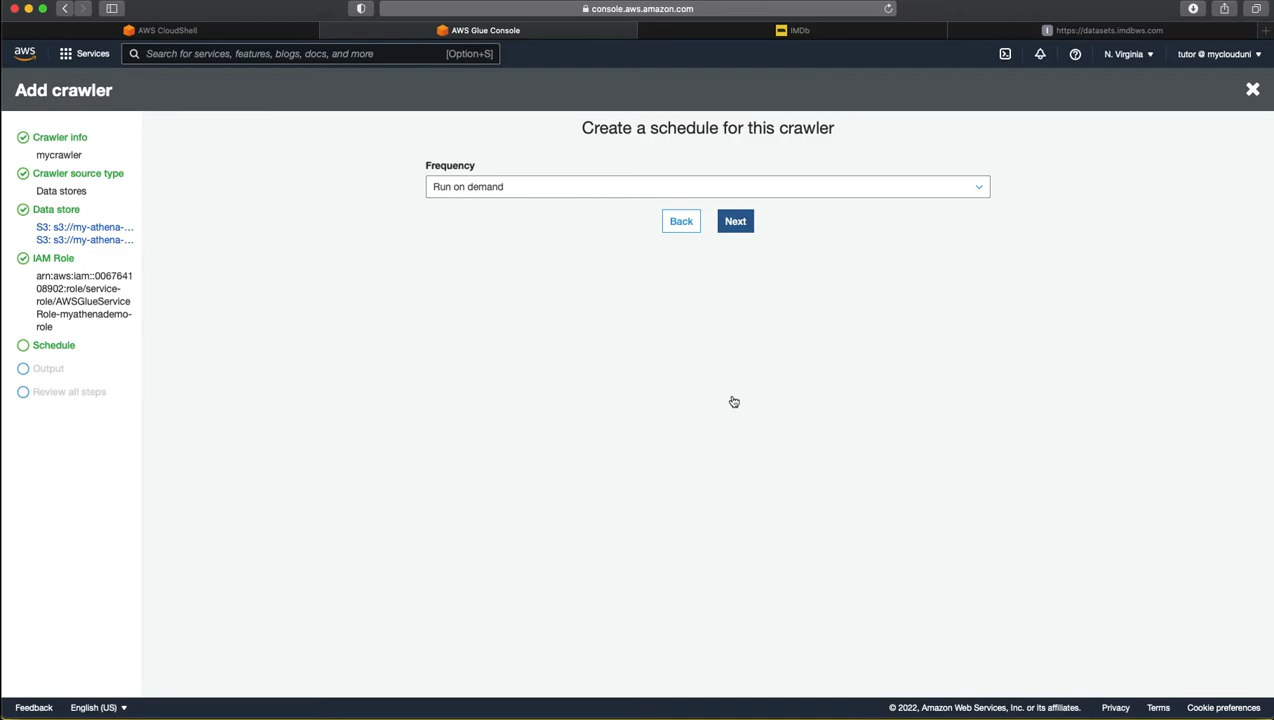 console.aws.amazon.com
AWS CloudShell
AWS Glue Console
IMDb
I
https://datasets.imdbws.com
aws
Services
Search for services, features, blogs, docs, and more
[Option+S]
N. Virginia
tutor @ myclouduni
Add crawler
Crawler info
mycrawler
Crawler source type
Data stores
Data store
S3: s3://my-athena-...
S3: s3://my-athena-...
IAM Role
arn:aws:iam::0067641
08902:role/service-
role/AWSGlueService
Role-myathenademo-
role
Schedule
Output
Review all steps
Create a schedule for this crawler
Frequency
Run on demand
Back
Next
Feedback
English (US)
© 2022, Amazon Web Services, Inc. or its affiliates.
Privacy
Terms
Cookie preferences